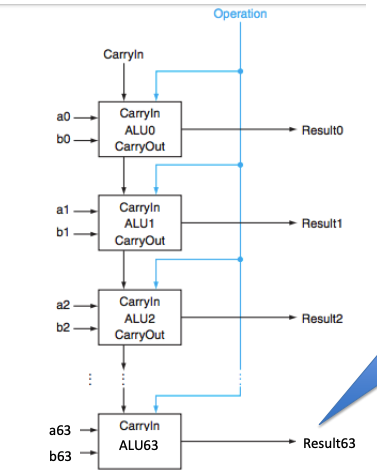 Operation
CarryIn
a0
b0
CarryIn
ALU0
CarryOut
Result0
a1
b1
CarryIn
ALU1
CarryOut
Result1
a2
b2
CarryIn
ALU2
CarryOut
Result2
a63
b63
CarryIn
ALU63
Result63